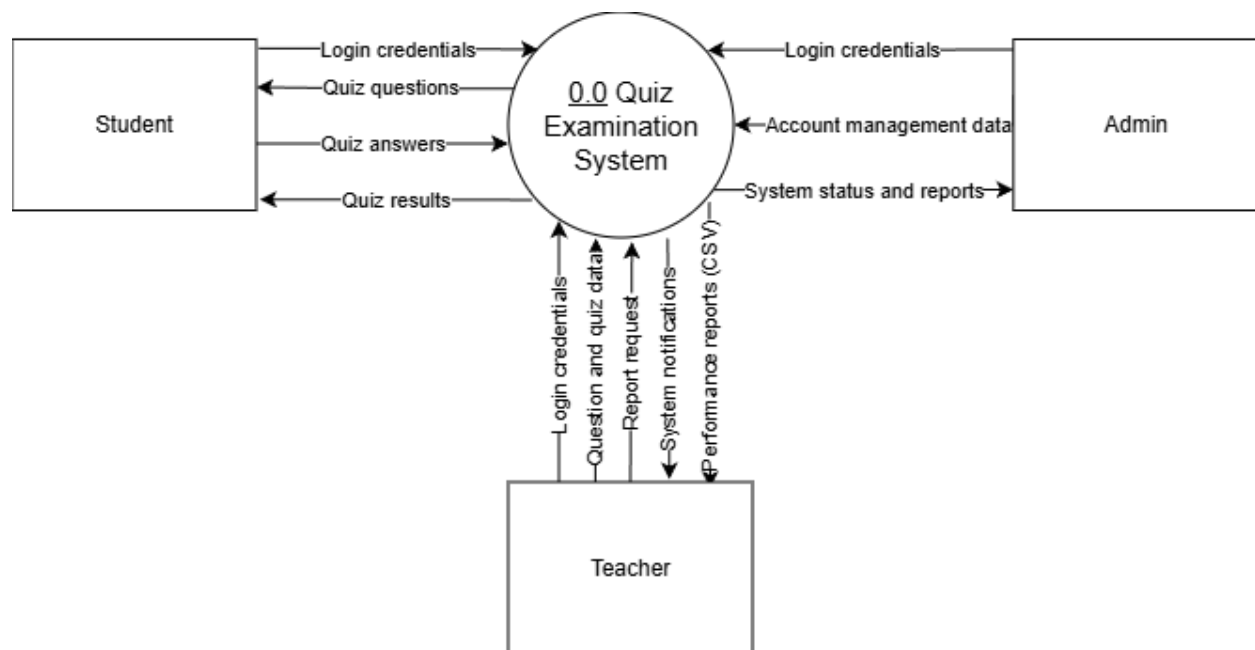 Login credentials
Login credentials
Quiz questions
0.0 Quiz
Examination
System
Student
Account management data
Admin
Quiz answers
Quiz results
System status and reports
Login credentials
Question and quiz data
Report request
System notifications
Performance reports (CSV)
Teacher